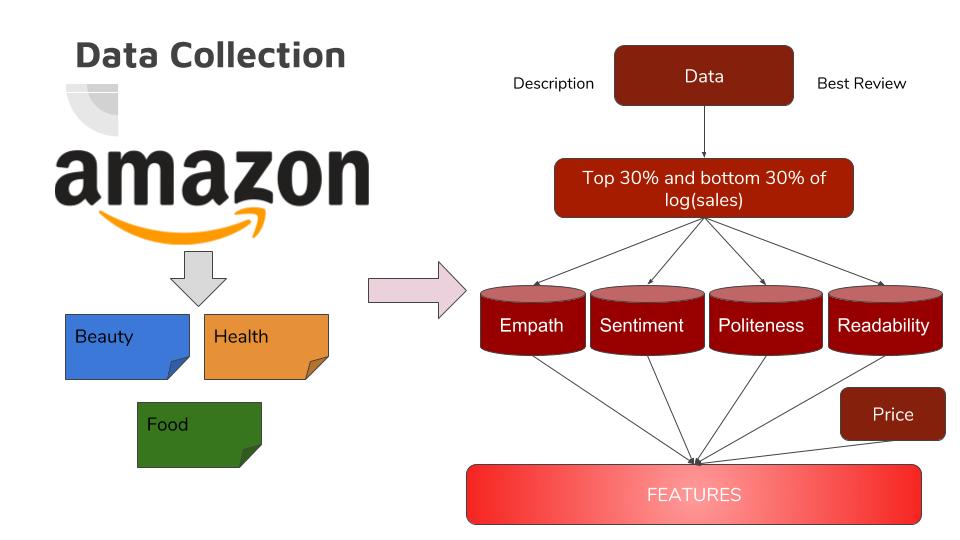 Data Collection
amazon
Beauty
Health
Food
Description
Data
Best Review
Top 30% and bottom 30% of
log(sales)
Empath
Sentiment
Politeness
Readability
Price
FEATURES